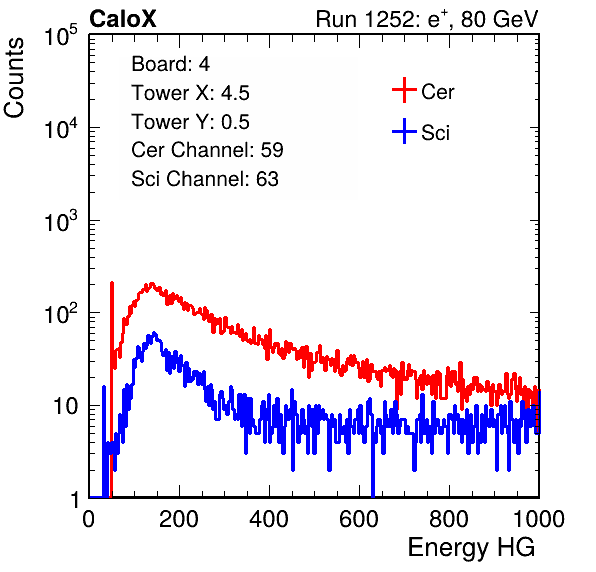 CaloX Run 1252: e⁺, 80 GeV
Counts
Board: 4
Tower X: 4.5
Tower Y: 0.5
Cer Channel: 59
Sci Channel: 63
Cer
Sci
10⁵
10⁴
10³
10²
10
1
0 200 400 600 800 1000
Energy HG